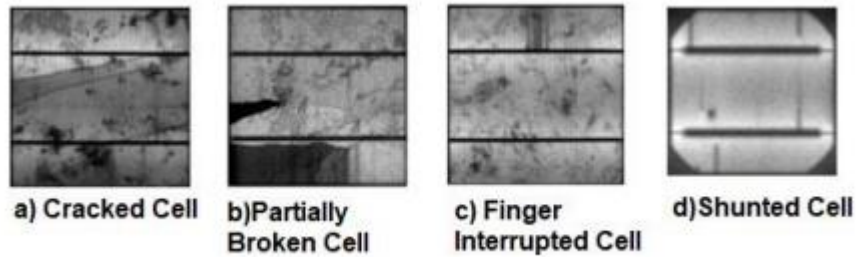 a) Cracked Cell
b)Partially
Broken Cell
c) Finger
Interrupted Cell
d)Shunted Cell